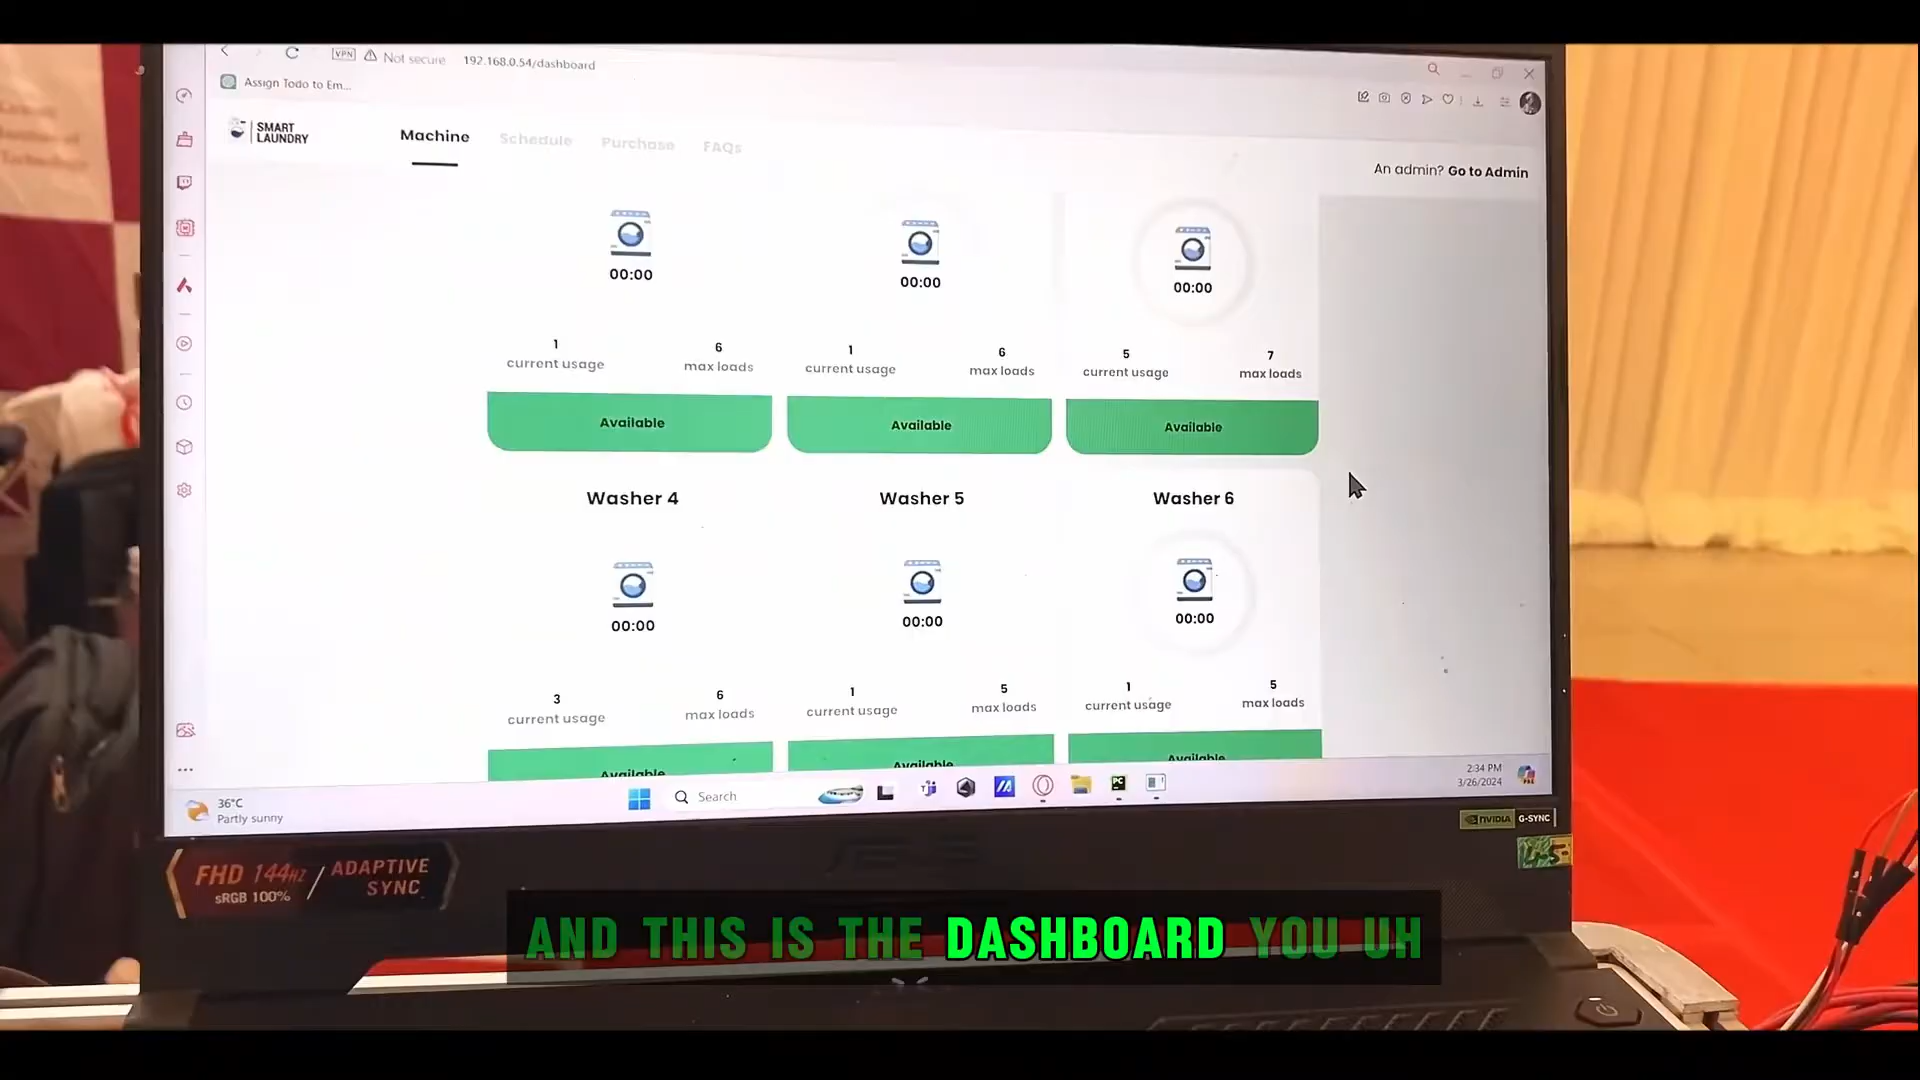 VPN Not secure 192.168.0.54/dashboard
Assign Todo to Em...
SMART
LAUNDRY
Machine Schedule Purchase FAQs
An admin? Go to Admin
00:00 00:00 00:00
1 6 1 6 5 7
current usage max loads current usage max loads current usage max loads
Available Available Available
Washer 4 Washer 5 Washer 6
00:00 00:00 00:00
3 6 1 5 1 5
current usage max loads current usage max loads current usage max loads
Available Available Available
36°C
Partly sunny
Search
2:34 PM
3/26/2024
NVIDIA G-SYNC
FHD 144Hz / ADAPTIVE
sRGB 100% SYNC
AND THIS IS THE DASHBOARD YOU UH